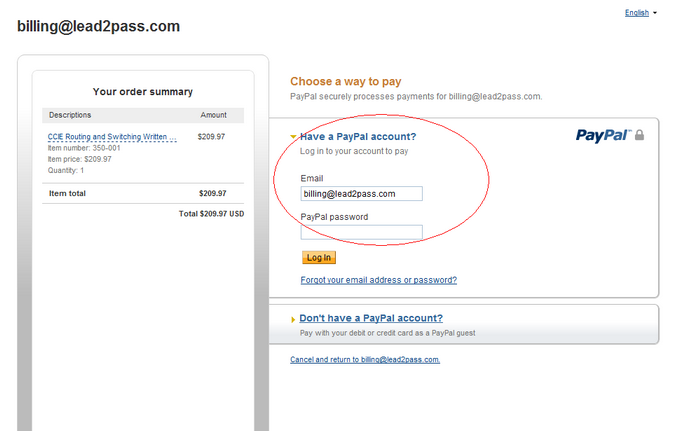 English
billing@lead2pass.com
Your order summary
Descriptions Amount
CCIE Routing and Switching Written ... $209.97
Item number: 350-001
Item price: $209.97
Quantity: 1
Item total $209.97
Total $209.97 USD
Choose a way to pay
PayPal securely processes payments for billing@lead2pass.com.
Have a PayPal account?
PayPal™
Log in to your account to pay
Email
billing@lead2pass.com
PayPal password
Log In
Forgot your email address or password?
Don't have a PayPal account?
Pay with your debit or credit card as a PayPal guest
Cancel and return to billing@lead2pass.com.